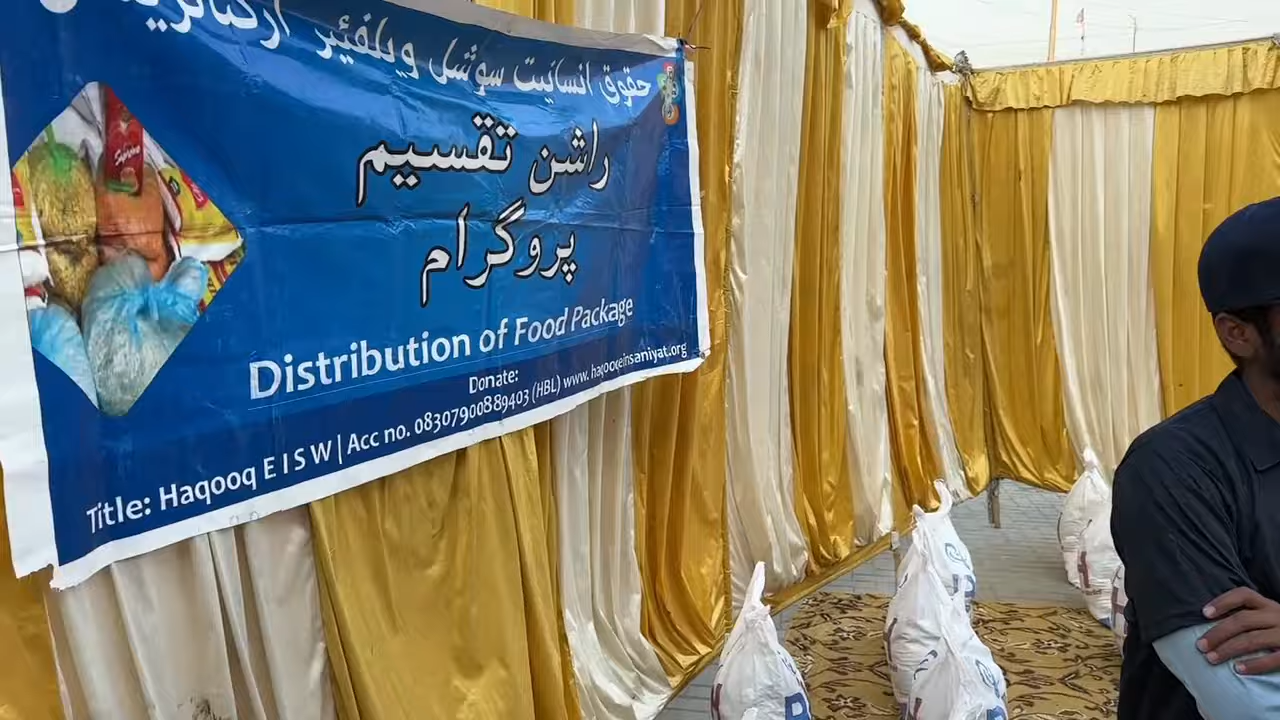 حقوق انسانیت سوشل ویلفیئر آرگنائزیشن
راشن تقسیم
پروگرام
Distribution of Food Package
Donate:
Title: Haqooq E I S W | Acc no. 08307900889403 (HBL) www. haqooqeinsaniyat.org
Supreme